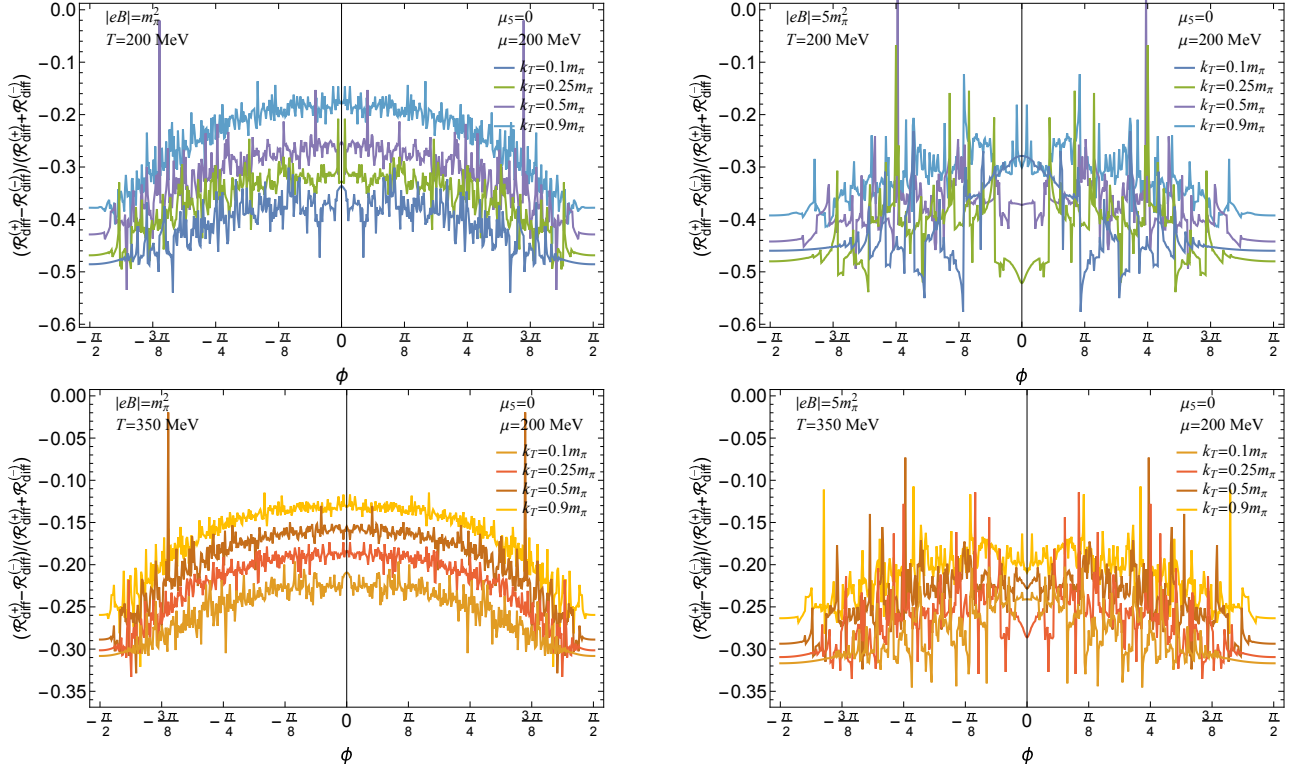 |eB|=m_π^2
T=200 MeV
μ_5=0
μ=200 MeV
k_T=0.1m_π
k_T=0.25m_π
k_T=0.5m_π
k_T=0.9m_π
(R_diff^(+)-R_diff^(-))/(R_diff^(+)+R_diff^(-))
0.0
-0.1
-0.2
-0.3
-0.4
-0.5
-0.6
-π/2 -3π/8 -π/4 -π/8 0 π/8 π/4 3π/8 π/2
ϕ
|eB|=5m_π^2
T=200 MeV
μ_5=0
μ=200 MeV
k_T=0.1m_π
k_T=0.25m_π
k_T=0.5m_π
k_T=0.9m_π
(R_diff^(+)-R_diff^(-))/(R_diff^(+)+R_diff^(-))
0.0
-0.1
-0.2
-0.3
-0.4
-0.5
-0.6
-π/2 -3π/8 -π/4 -π/8 0 π/8 π/4 3π/8 π/2
ϕ
|eB|=m_π^2
T=350 MeV
μ_5=0
μ=200 MeV
k_T=0.1m_π
k_T=0.25m_π
k_T=0.5m_π
k_T=0.9m_π
(R_diff^(+)-R_diff^(-))/(R_diff^(+)+R_diff^(-))
0.00
-0.05
-0.10
-0.15
-0.20
-0.25
-0.30
-0.35
-π/2 -3π/8 -π/4 -π/8 0 π/8 π/4 3π/8 π/2
ϕ
|eB|=5m_π^2
T=350 MeV
μ_5=0
μ=200 MeV
k_T=0.1m_π
k_T=0.25m_π
k_T=0.5m_π
k_T=0.9m_π
(R_diff^(+)-R_diff^(-))/(R_diff^(+)+R_diff^(-))
0.00
-0.05
-0.10
-0.15
-0.20
-0.25
-0.30
-0.35
-π/2 -3π/8 -π/4 -π/8 0 π/8 π/4 3π/8 π/2
ϕ